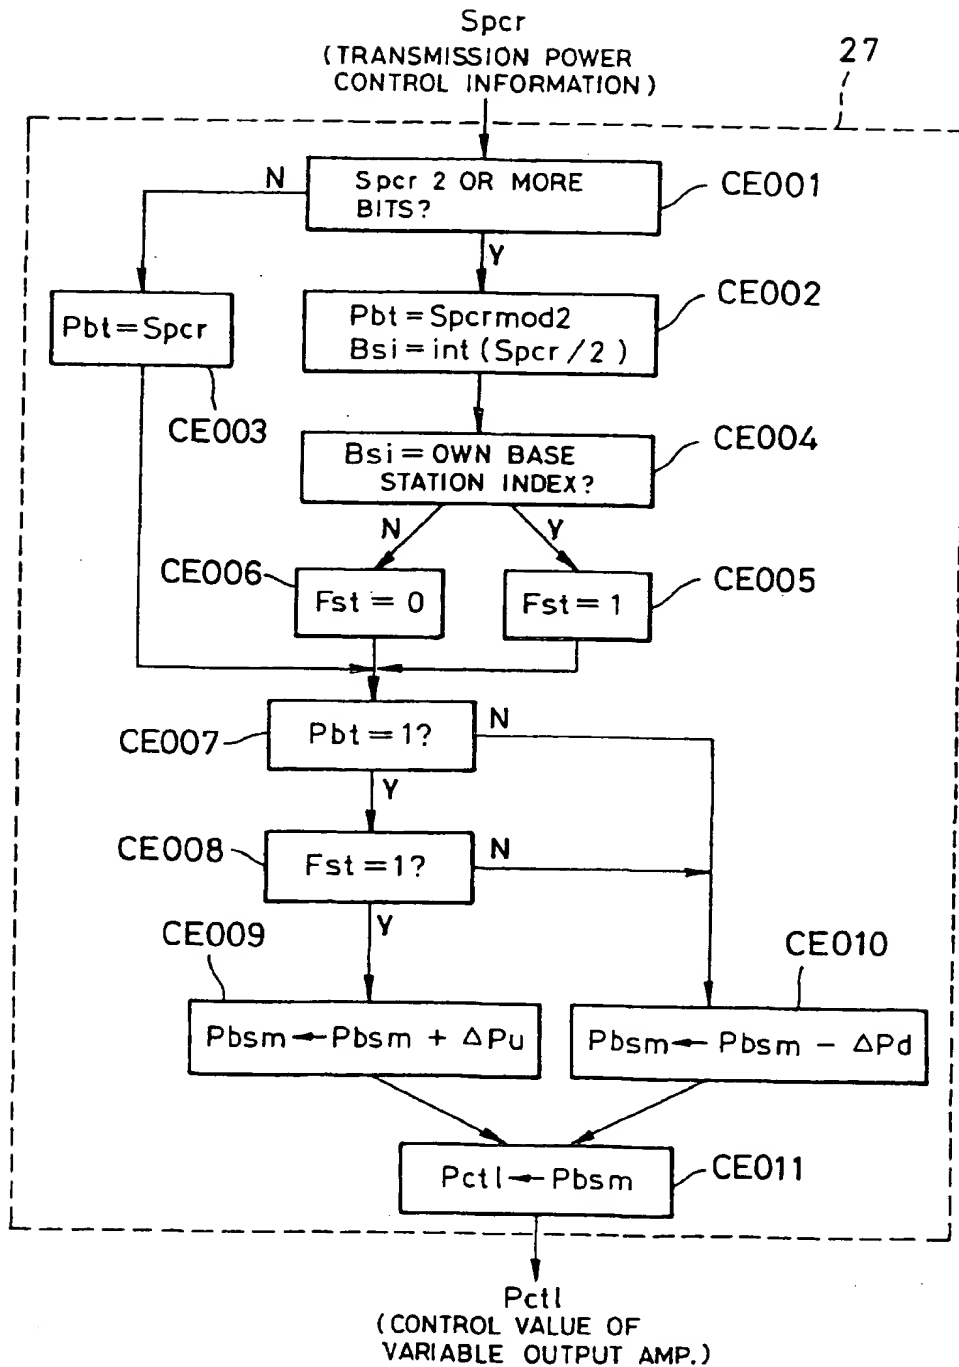 Spcr
(TRANSMISSION POWER
CONTROL INFORMATION)
27
N
Spcr 2 OR MORE
BITS?
CE001
Y
Pbt=Spcr
CE003
Pbt=Spcrmod2
Bsi=int(Spcr/2)
CE002
Bsi=OWN BASE
STATION INDEX?
CE004
N
Y
CE006
Fst=0
Fst=1
CE005
CE007
Pbt=1?
N
Y
CE008
Fst=1?
N
Y
CE009
CE010
Pbsm←Pbsm + ΔPu
Pbsm← Pbsm − ΔPd
Pctl←Pbsm
CE011
Pctl
(CONTROL VALUE OF
VARIABLE OUTPUT AMP.)